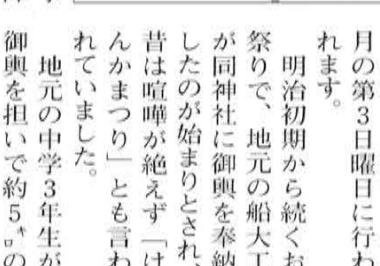 月の第3日曜日に行わ
れます。
明治初期から続くお
祭りで、地元の船大工
が同神社に御輿を奉納
したのが始まりとされ、
昔は喧嘩が絶えず「け
んかまつり」とも言わ
れていました。
地元の中学3年生が
御輿を担いで約5㌔の